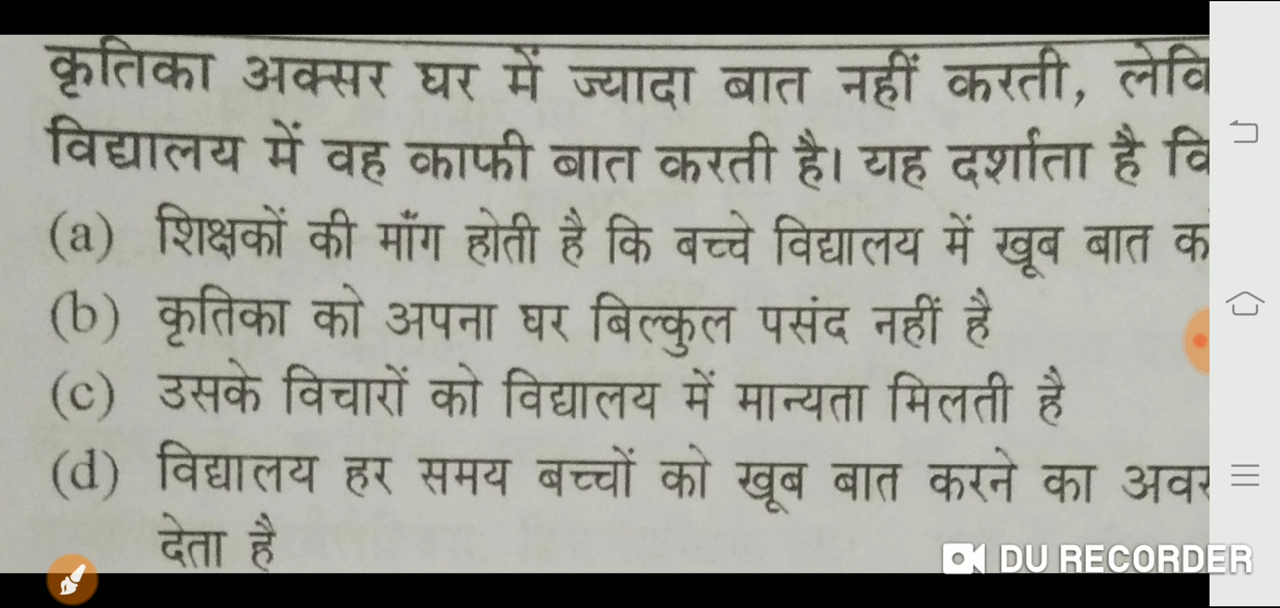 कृतिका अक्सर घर में ज्यादा बात नहीं करती,
विद्यालय में वह काफी बात करती है। यह दर्शाता है
(a) शिक्षकों की माँग होती है कि बच्चे विद्यालय में खूब बात
(b) कृतिका को अपना घर बिल्कुल पसंद नहीं है
(c) उसके विचारों को विद्यालय में मान्यता मिलती है
(d) विद्यालय हर समय बच्चों को खूब बात करने का
देता है
DU RECORDER